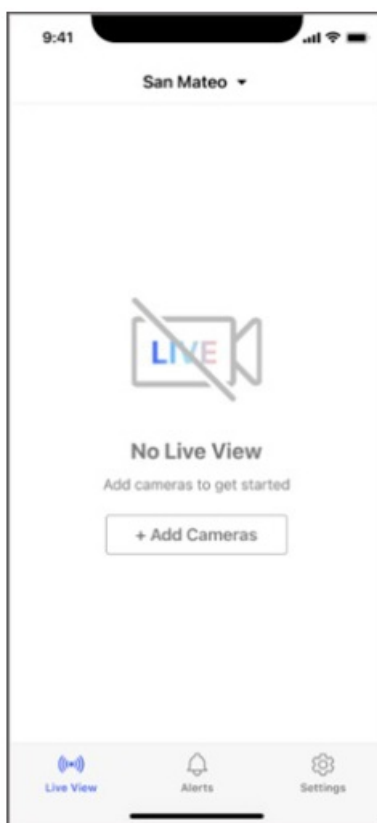 9:41
San Mateo
LIVE
No Live View
Add cameras to get started
+ Add Cameras
Live View
Alerts
Settings